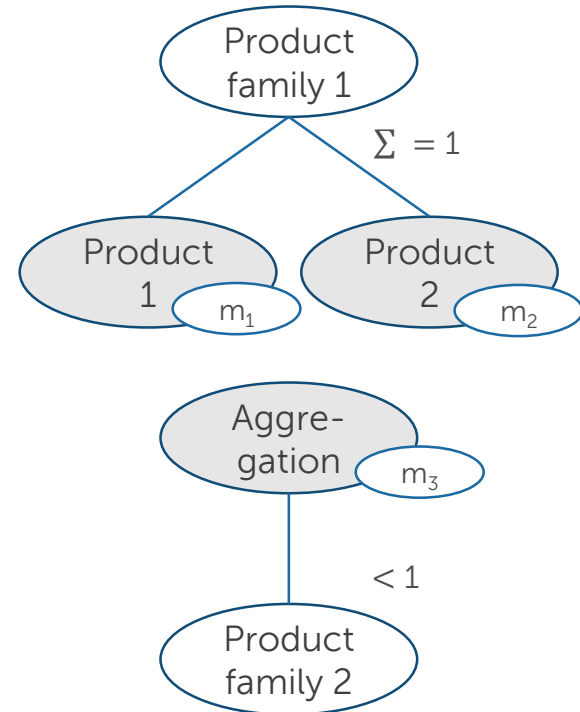 Product
family 1
∑ = 1
Product
1
m₁
Product
2
m₂
Aggre-
gation
m₃
< 1
Product
family 2